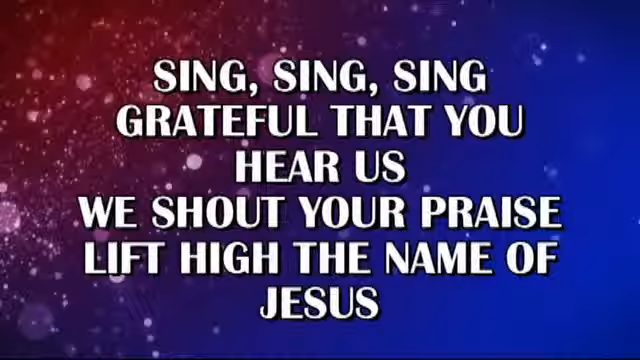 SING, SING, SING
GRATEFUL THAT YOU
HEAR US
WE SHOUT YOUR PRAISE
LIFT HIGH THE NAME OF
JESUS